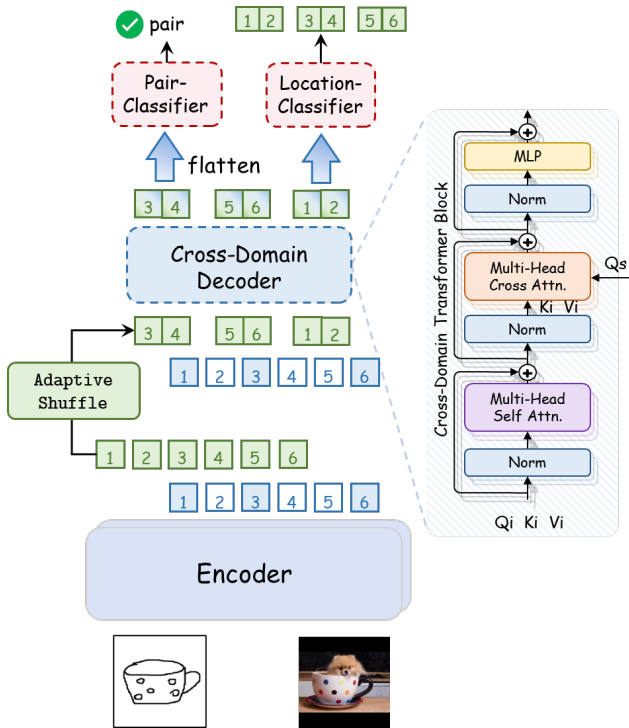 pair
1 2 3 4 5 6
Pair-
Classifier
Location-
Classifier
flatten
3 4 5 6 1 2
Cross-Domain
Decoder
3 4 5 6 1 2
1 2 3 4 5 6
Adaptive
Shuffle
1 2 3 4 5 6
1 2 3 4 5 6
Encoder
Cross-Domain Transformer Block
MLP
Norm
Multi-Head
Cross Attn.
Qs
Ki Vi
Norm
Multi-Head
Self Attn.
Norm
Qi Ki Vi